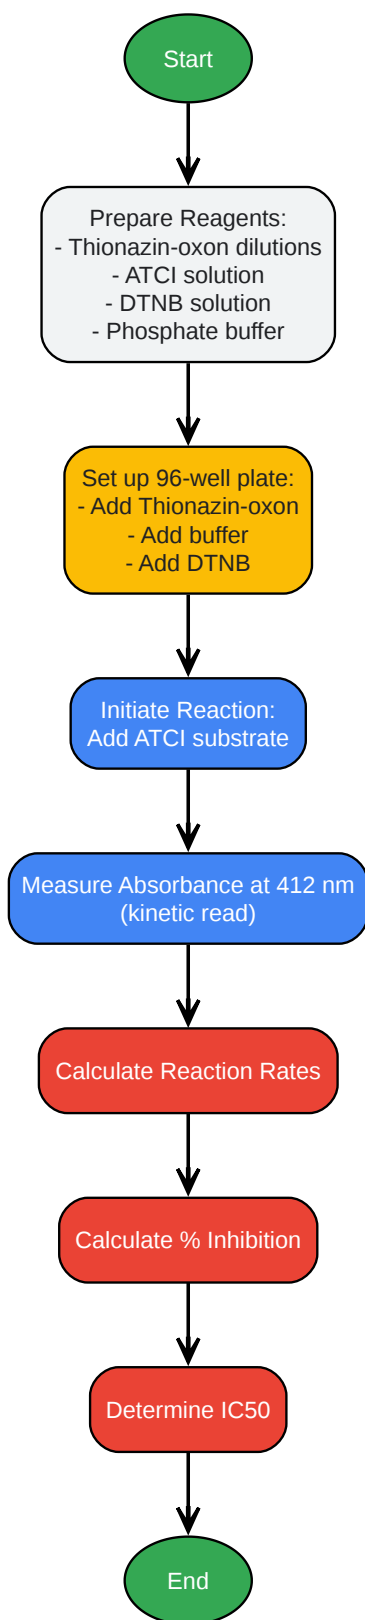 Start
Prepare Reagents:
- Thionazin-oxon dilutions
- ATCI solution
- DTNB solution
- Phosphate buffer
Set up 96-well plate:
- Add Thionazin-oxon
- Add buffer
- Add DTNB
Initiate Reaction:
Add ATCI substrate
Measure Absorbance at 412 nm
(kinetic read)
Calculate Reaction Rates
Calculate % Inhibition
Determine IC50
End